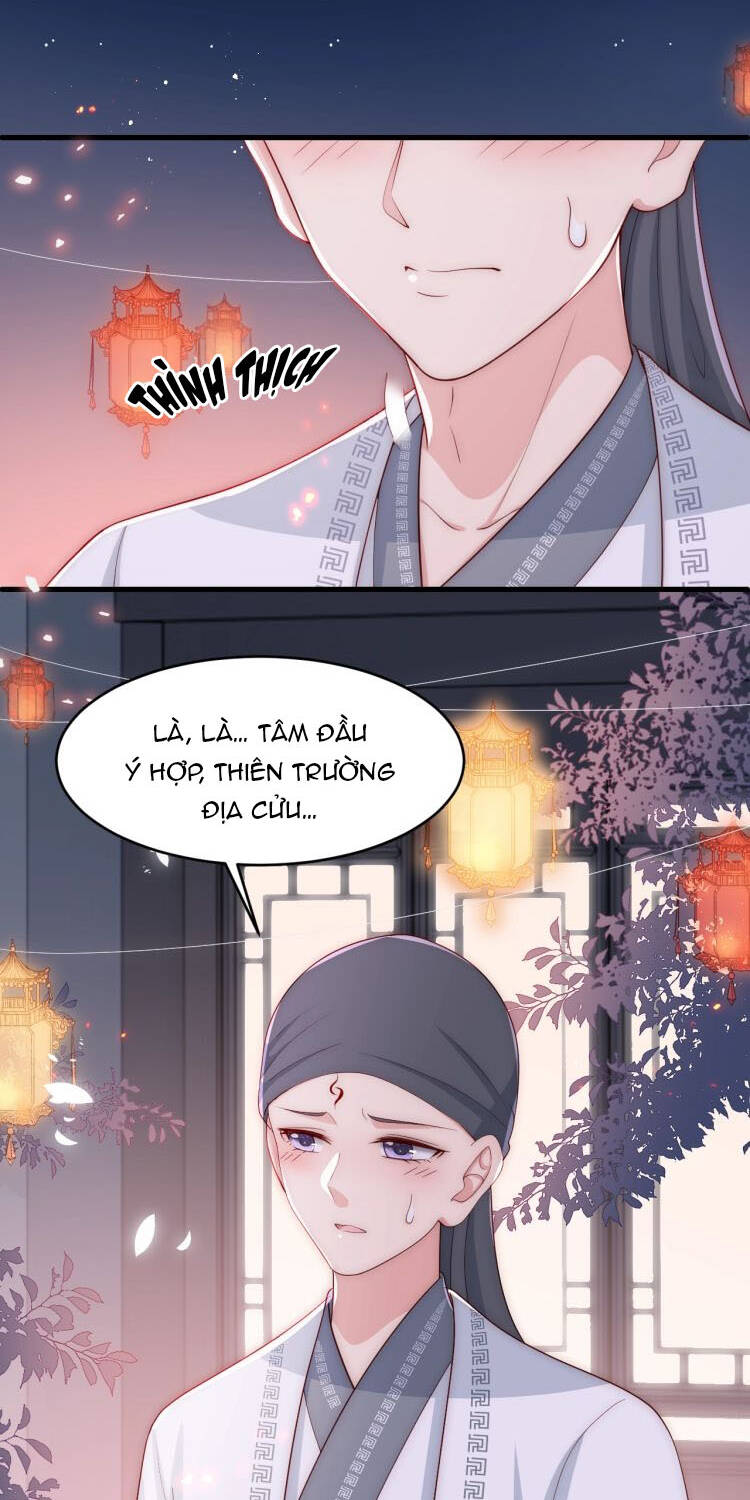 THÌNH THỊCH
LÀ, LÀ... TÂM ĐẦU
Ý HỢP, THIÊN TRƯỜNG
ĐỊA CỬU...